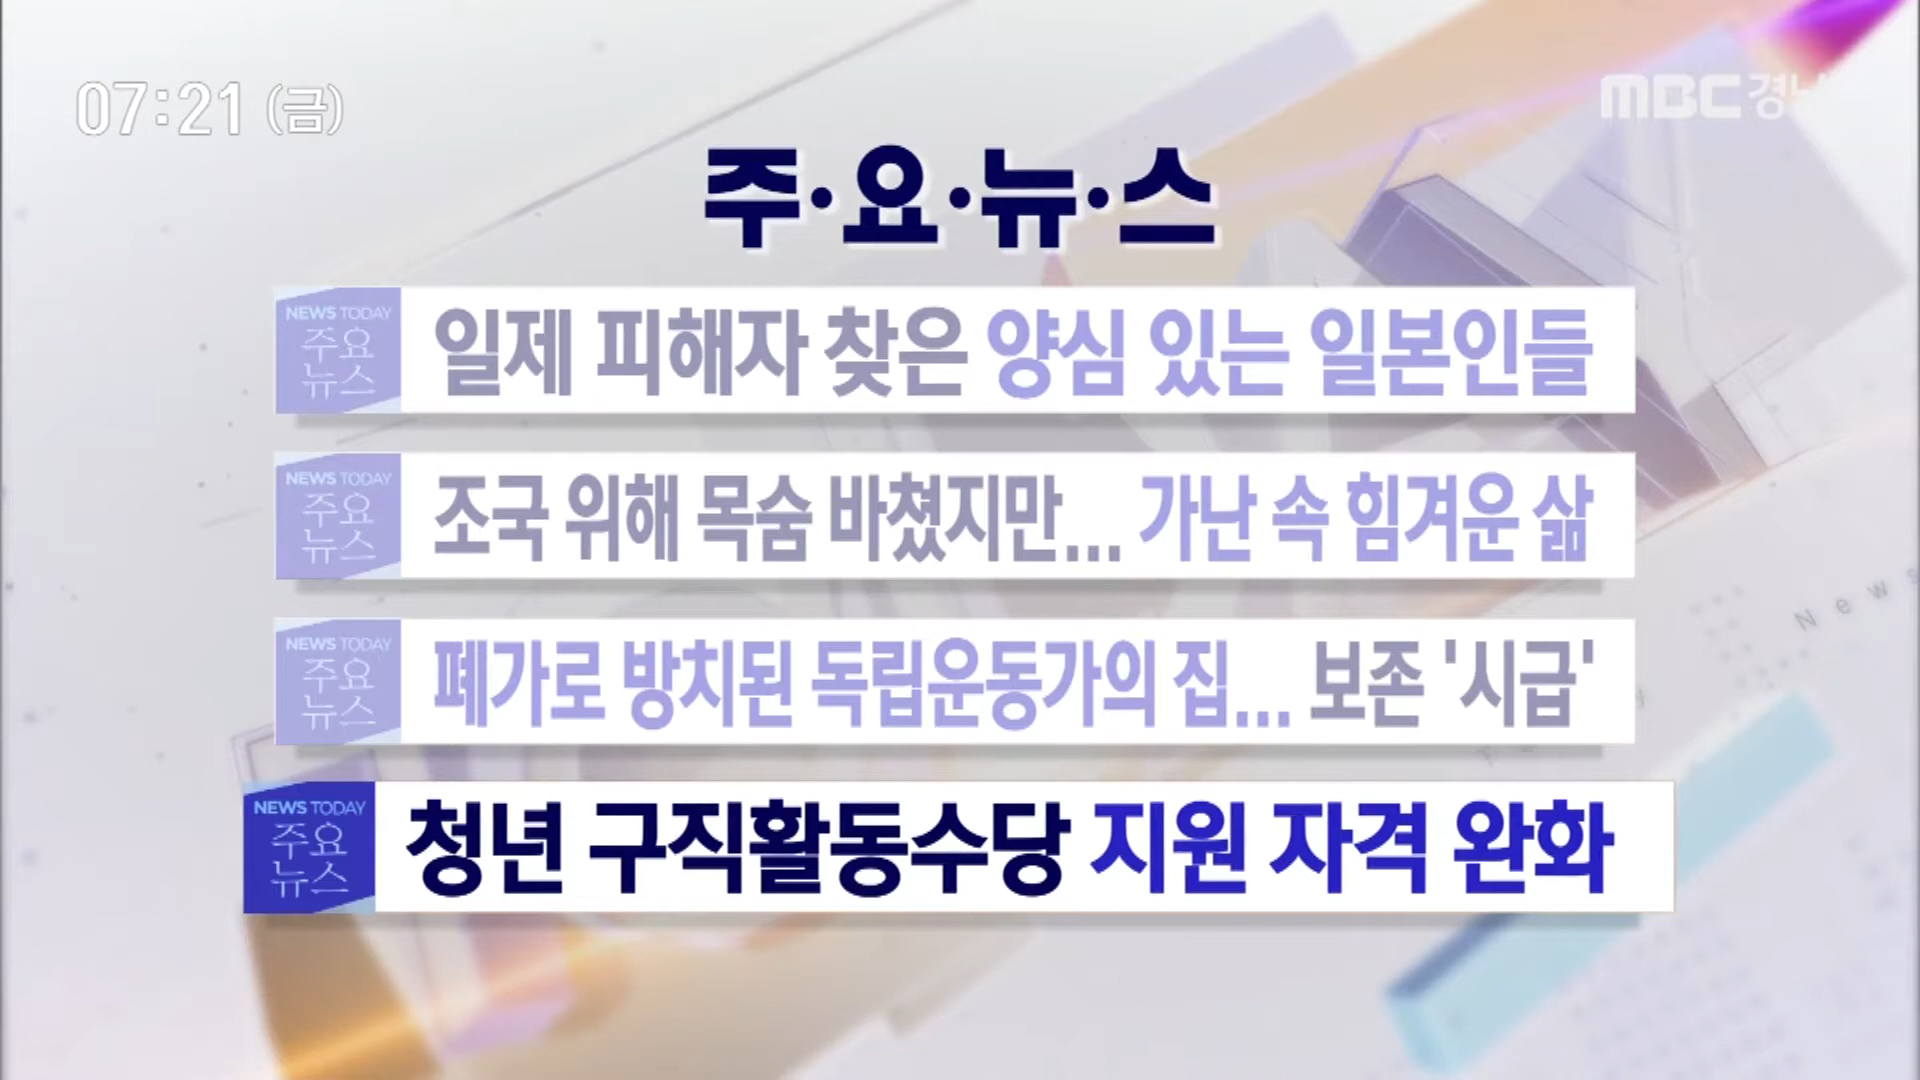 07:21 (금)
MBC경남
주·요·뉴·스
NEWS TODAY
주요
뉴스
일제 피해자 찾은 양심 있는 일본인들
NEWS TODAY
주요
뉴스
조국 위해 목숨 바쳤지만... 가난 속 힘겨운 삶
NEWS TODAY
주요
뉴스
폐가로 방치된 독립운동가의 집... 보존 '시급'
NEWS TODAY
주요
뉴스
청년 구직활동수당 지원 자격 완화
News